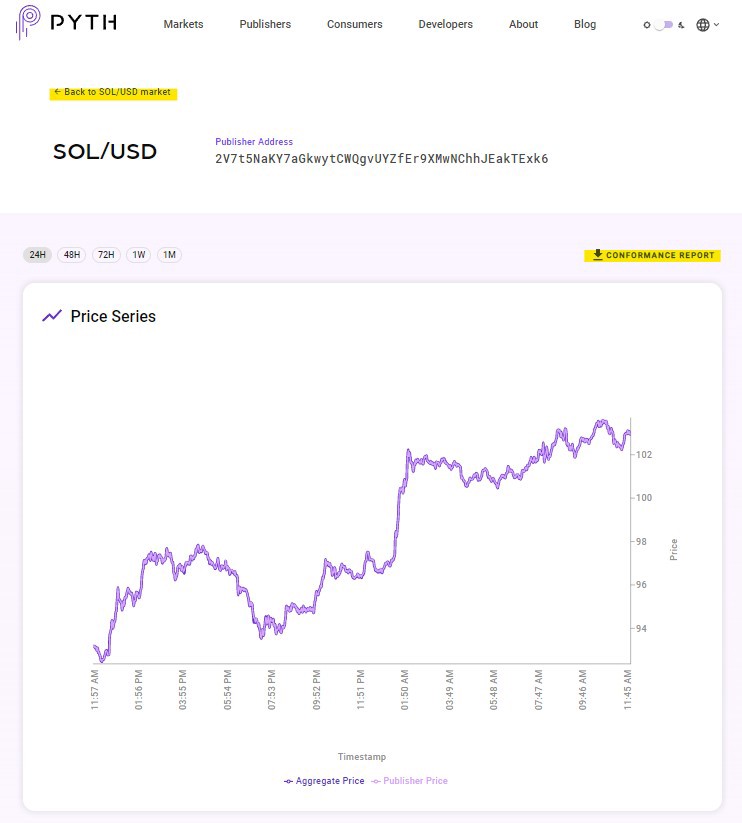 PYTH
Markets Publishers Consumers Developers About Blog
← Back to SOL/USD market
SOL/USD
Publisher Address
2V7t5NaKY7aGkwytCWQgvUYZfEr9XMwNChhJEakTExk6
24H 48H 72H 1W 1M
CONFORMANCE REPORT
Price Series
102
100
98
96
94
Price
11:57 AM
01:56 PM
03:55 PM
05:54 PM
07:53 PM
09:52 PM
11:51 PM
01:50 AM
03:49 AM
05:48 AM
07:47 AM
09:46 AM
11:45 AM
Timestamp
Aggregate Price Publisher Price